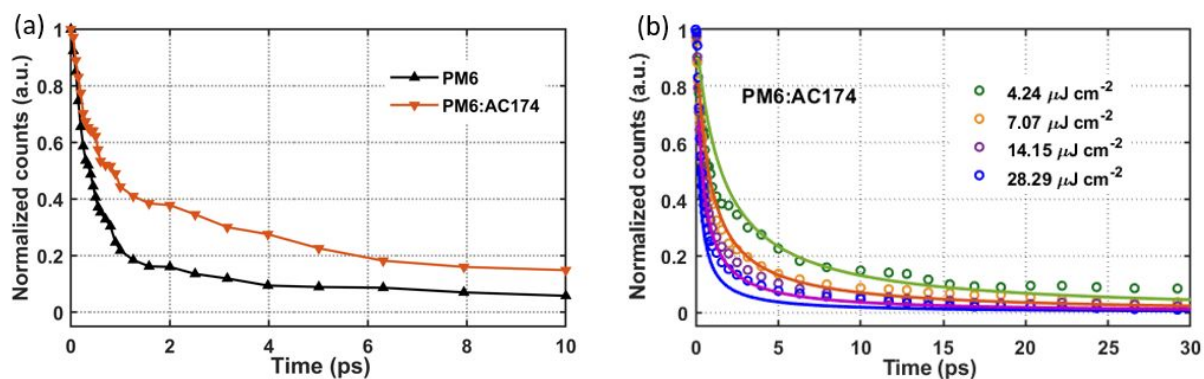 (a)
Normalized counts (a.u.)
1
0.8
0.6
0.4
0.2
0
0 2 4 6 8 10
Time (ps)
PM6
PM6:AC174
(b)
Normalized counts (a.u.)
1
0.8
0.6
0.4
0.2
0
0 5 10 15 20 25 30
Time (ps)
PM6:AC174
4.24 μJ cm⁻²
7.07 μJ cm⁻²
14.15 μJ cm⁻²
28.29 μJ cm⁻²